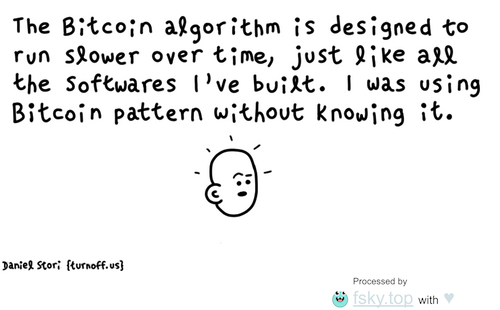 The Bitcoin algorithm is designed to
run slower over time, just like all
the softwares I've built. I was using
Bitcoin pattern without knowing it.
Daniel Stori {turnoff.us}
Processed by
fsky.top with ♥